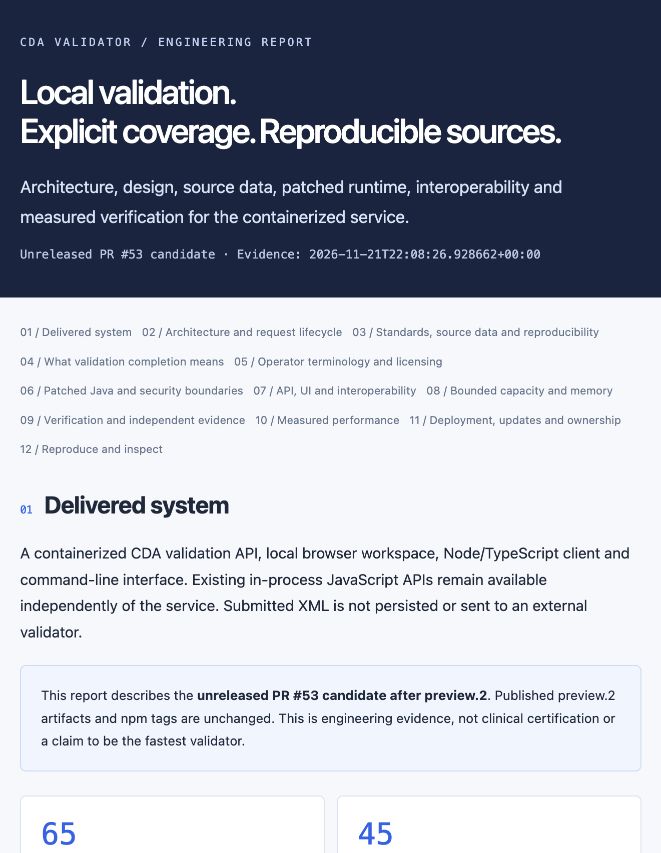 CDA VALIDATOR / ENGINEERING REPORT
Local validation.
Explicit coverage. Reproducible sources.
Architecture, design, source data, patched runtime, interoperability and
measured verification for the containerized service.
Unreleased PR #53 candidate · Evidence: 2026-11-21T22:08:26.928662+00:00
01 / Delivered system 02 / Architecture and request lifecycle 03 / Standards, source data and reproducibility
04 / What validation completion means 05 / Operator terminology and licensing
06 / Patched Java and security boundaries 07 / API, UI and interoperability 08 / Bounded capacity and memory
09 / Verification and independent evidence 10 / Measured performance 11 / Deployment, updates and ownership
12 / Reproduce and inspect
01 Delivered system
A containerized CDA validation API, local browser workspace, Node/TypeScript client and
command-line interface. Existing in-process JavaScript APIs remain available
independently of the service. Submitted XML is not persisted or sent to an external
validator.
This report describes the unreleased PR #53 candidate after preview.2. Published preview.2
artifacts and npm tags are unchanged. This is engineering evidence, not clinical certification or
a claim to be the fastest validator.
65 45